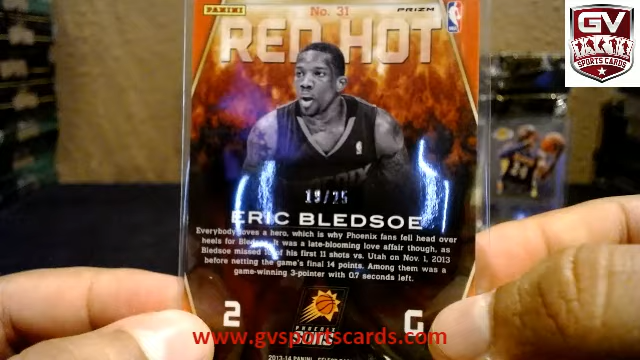 PANINI
No. 31
PRIZM
GV
SPORTS CARDS
RED HOT
19/25
ERIC BLEDSOE
Everybody loves a hero, which is why Phoenix fans fell head over
heels for Bledsoe. It was a late-blooming love affair though, as
Bledsoe missed 10 of his first 11 shots vs. Utah on Nov. 1, 2013
before netting the game's final 14 points. Among them was a
game-winning 3-pointer with 0.7 seconds left.
2
G
PHOENIX
SUNS
www.gvsportscards.com
2013-14 PANINI